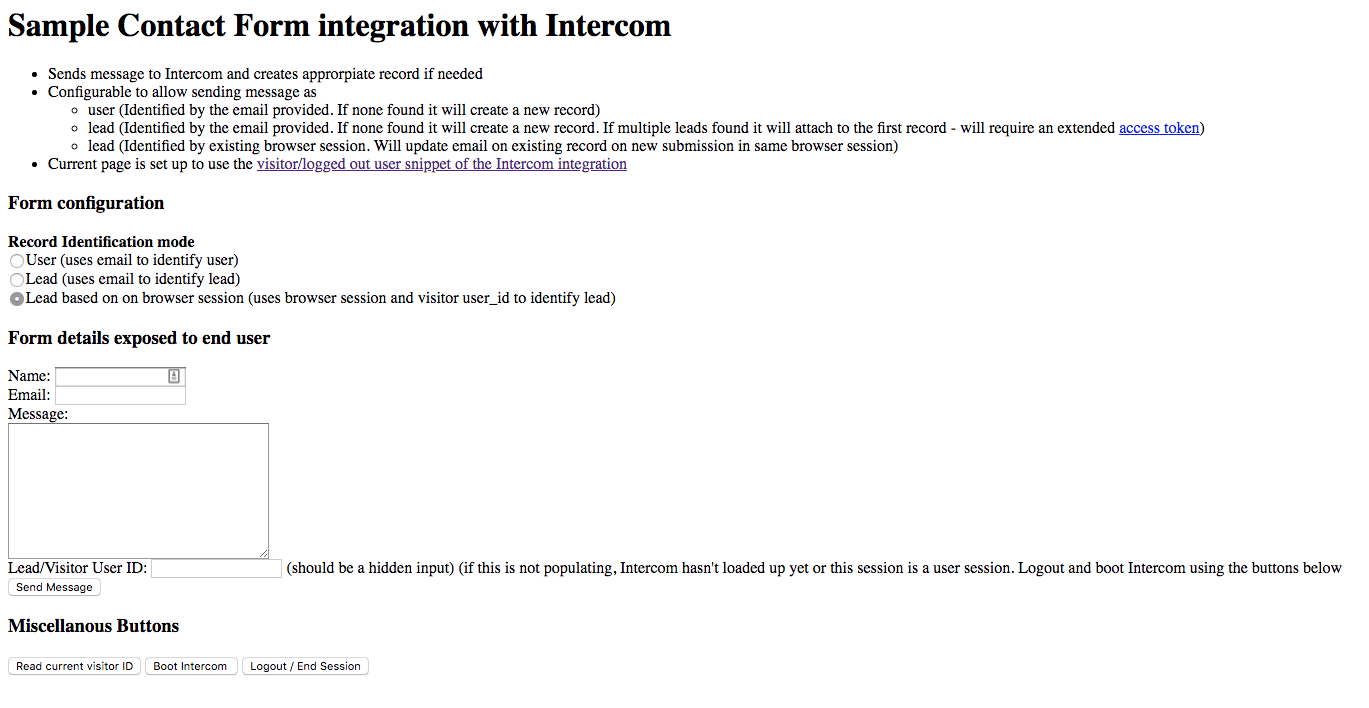 Sample Contact Form integration with Intercom
Sends message to Intercom and creates approrpiate record if needed
Configurable to allow sending message as
user (Identified by the email provided. If none found it will create a new record)
lead (Identified by the email provided. If none found it will create a new record. If multiple leads found it will attach to the first record - will require an extended access token)
lead (Identified by existing browser session. Will update email on existing record on new submission in same browser session)
Current page is set up to use the visitor/logged out user snippet of the Intercom integration
Form configuration
Record Identification mode
User (uses email to identify user)
Lead (uses email to identify lead)
Lead based on on browser session (uses browser session and visitor user_id to identify lead)
Form details exposed to end user
Name:
Email:
Message:
Lead/Visitor User ID: (should be a hidden input) (if this is not populating, Intercom hasn't loaded up yet or this session is a user session. Logout and boot Intercom using the buttons below
Send Message
Miscellanous Buttons
Read current visitor ID Boot Intercom Logout / End Session